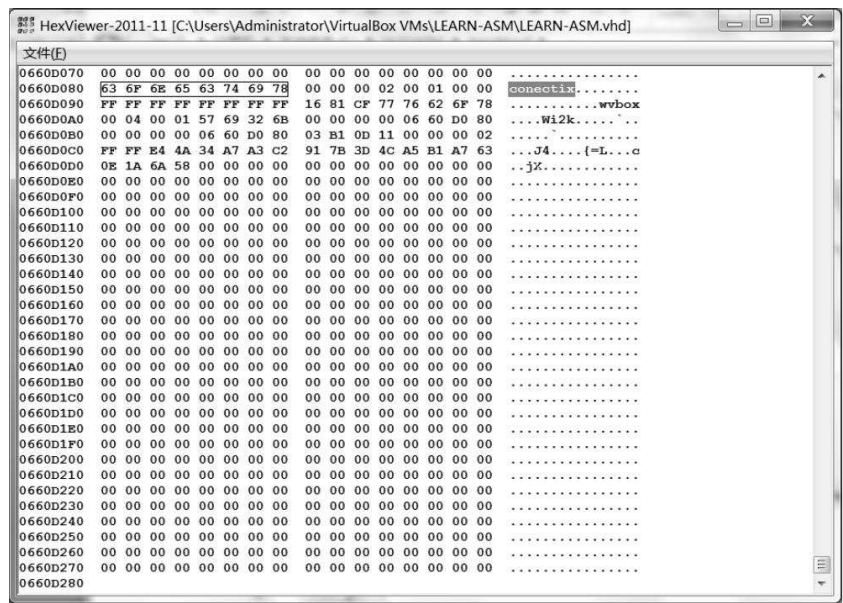 HexViewer-2011-11 [C:\Users\Administrator\VirtualBox VMs\LEARN-ASM\LEARN-ASM.vhd]
文件(F)
0660D070 00 00 00 00 00 00 00 00 00 00 00 00 00 00 00 00 ................
0660D080 63 6F 6E 65 63 74 69 78 00 00 00 02 00 01 00 00 conectix........
0660D090 FF FF FF FF FF FF FF FF 16 81 CF 77 76 62 6F 78 ...........wvbox
0660D0A0 00 04 00 01 57 69 32 6B 00 00 00 00 06 60 D0 80 ....Wi2k.....`..
0660D0B0 00 00 00 00 06 60 D0 80 03 B1 0D 11 00 00 00 02 .....`..........
0660D0C0 FF FF E4 4A 34 A7 A3 C2 91 7B 3D 4C A5 B1 A7 63 ...J4....{=L...c
0660D0D0 0E 1A 6A 58 00 00 00 00 00 00 00 00 00 00 00 00 ..jX............
0660D0E0 00 00 00 00 00 00 00 00 00 00 00 00 00 00 00 00 ................
0660D0F0 00 00 00 00 00 00 00 00 00 00 00 00 00 00 00 00 ................
0660D100 00 00 00 00 00 00 00 00 00 00 00 00 00 00 00 00 ................
0660D110 00 00 00 00 00 00 00 00 00 00 00 00 00 00 00 00 ................
0660D120 00 00 00 00 00 00 00 00 00 00 00 00 00 00 00 00 ................
0660D130 00 00 00 00 00 00 00 00 00 00 00 00 00 00 00 00 ................
0660D140 00 00 00 00 00 00 00 00 00 00 00 00 00 00 00 00 ................
0660D150 00 00 00 00 00 00 00 00 00 00 00 00 00 00 00 00 ................
0660D160 00 00 00 00 00 00 00 00 00 00 00 00 00 00 00 00 ................
0660D170 00 00 00 00 00 00 00 00 00 00 00 00 00 00 00 00 ................
0660D180 00 00 00 00 00 00 00 00 00 00 00 00 00 00 00 00 ................
0660D190 00 00 00 00 00 00 00 00 00 00 00 00 00 00 00 00 ................
0660D1A0 00 00 00 00 00 00 00 00 00 00 00 00 00 00 00 00 ................
0660D1B0 00 00 00 00 00 00 00 00 00 00 00 00 00 00 00 00 ................
0660D1C0 00 00 00 00 00 00 00 00 00 00 00 00 00 00 00 00 ................
0660D1D0 00 00 00 00 00 00 00 00 00 00 00 00 00 00 00 00 ................
0660D1E0 00 00 00 00 00 00 00 00 00 00 00 00 00 00 00 00 ................
0660D1F0 00 00 00 00 00 00 00 00 00 00 00 00 00 00 00 00 ................
0660D200 00 00 00 00 00 00 00 00 00 00 00 00 00 00 00 00 ................
0660D210 00 00 00 00 00 00 00 00 00 00 00 00 00 00 00 00 ................
0660D220 00 00 00 00 00 00 00 00 00 00 00 00 00 00 00 00 ................
0660D230 00 00 00 00 00 00 00 00 00 00 00 00 00 00 00 00 ................
0660D240 00 00 00 00 00 00 00 00 00 00 00 00 00 00 00 00 ................
0660D250 00 00 00 00 00 00 00 00 00 00 00 00 00 00 00 00 ................
0660D260 00 00 00 00 00 00 00 00 00 00 00 00 00 00 00 00 ................
0660D270 00 00 00 00 00 00 00 00 00 00 00 00 00 00 00 00 ................
0660D280